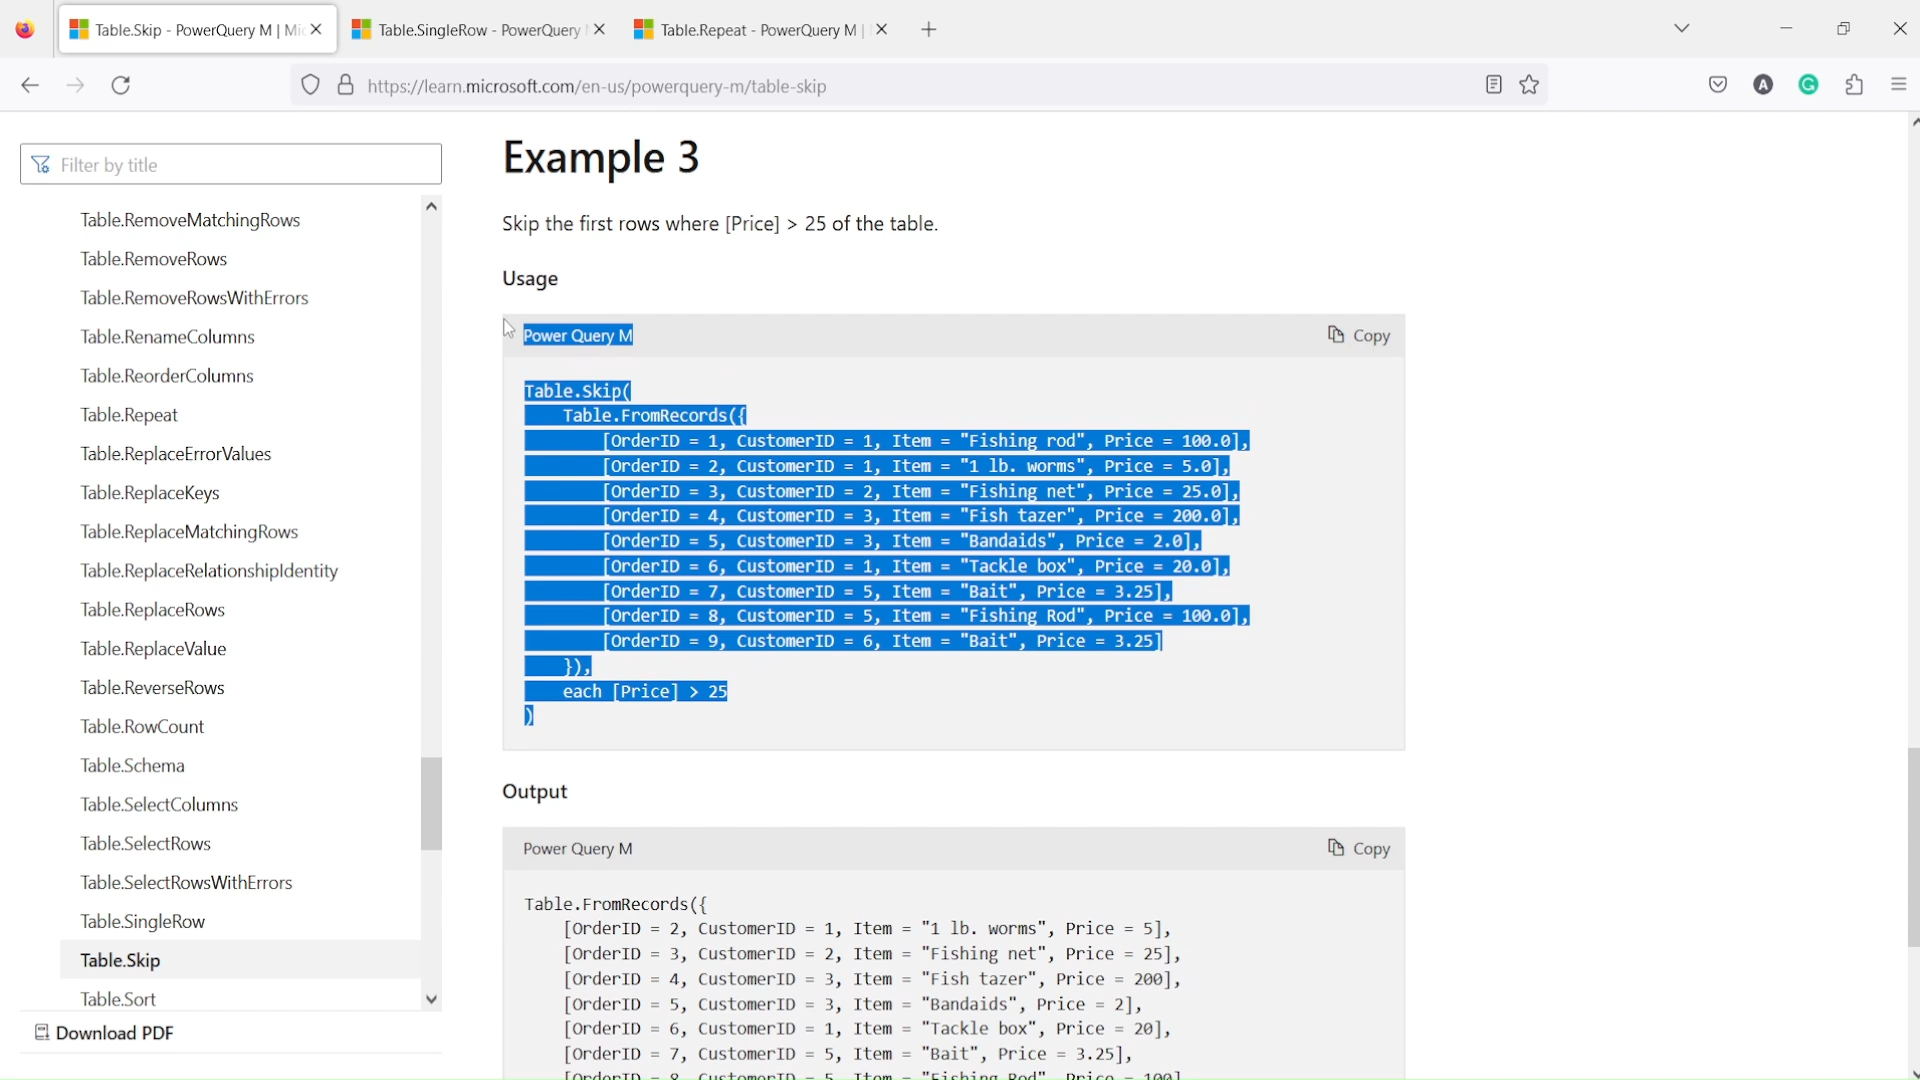 Table.Skip - PowerQuery M | Mic
Table.SingleRow - PowerQuery
Table.Repeat - PowerQuery M |
https://learn.microsoft.com/en-us/powerquery-m/table-skip
A
G
Filter by title
Table.RemoveMatchingRows
Table.RemoveRows
Table.RemoveRowsWithErrors
Table.RenameColumns
Table.ReorderColumns
Table.Repeat
Table.ReplaceErrorValues
Table.ReplaceKeys
Table.ReplaceMatchingRows
Table.ReplaceRelationshipIdentity
Table.ReplaceRows
Table.ReplaceValue
Table.ReverseRows
Table.RowCount
Table.Schema
Table.SelectColumns
Table.SelectRows
Table.SelectRowsWithErrors
Table.SingleRow
Table.Skip
Table.Sort
Download PDF
Example 3
Skip the first rows where [Price] > 25 of the table.
Usage
Power Query M
Copy
Table.Skip(
Table.FromRecords({
[OrderID = 1, CustomerID = 1, Item = "Fishing rod", Price = 100.0],
[OrderID = 2, CustomerID = 1, Item = "1 lb. worms", Price = 5.0],
[OrderID = 3, CustomerID = 2, Item = "Fishing net", Price = 25.0],
[OrderID = 4, CustomerID = 3, Item = "Fish tazer", Price = 200.0],
[OrderID = 5, CustomerID = 3, Item = "Bandaids", Price = 2.0],
[OrderID = 6, CustomerID = 1, Item = "Tackle box", Price = 20.0],
[OrderID = 7, CustomerID = 5, Item = "Bait", Price = 3.25],
[OrderID = 8, CustomerID = 5, Item = "Fishing Rod", Price = 100.0],
[OrderID = 9, CustomerID = 6, Item = "Bait", Price = 3.25]
}),
each [Price] > 25
)
Output
Power Query M
Copy
Table.FromRecords({
[OrderID = 2, CustomerID = 1, Item = "1 lb. worms", Price = 5],
[OrderID = 3, CustomerID = 2, Item = "Fishing net", Price = 25],
[OrderID = 4, CustomerID = 3, Item = "Fish tazer", Price = 200],
[OrderID = 5, CustomerID = 3, Item = "Bandaids", Price = 2],
[OrderID = 6, CustomerID = 1, Item = "Tackle box", Price = 20],
[OrderID = 7, CustomerID = 5, Item = "Bait", Price = 3.25],
[OrderID = 8, CustomerID = 5, Item = "Fishing Rod", Price = 100]